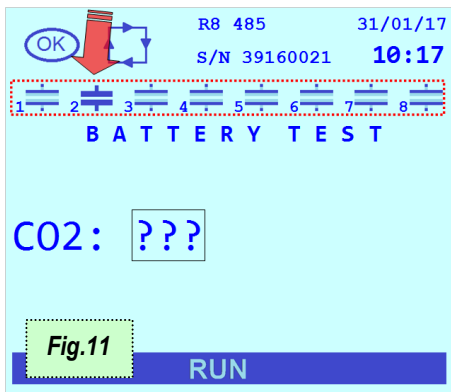 OK
R8 485 31/01/17
S/N 39160021 10:17
1 2 3 4 5 6 7 8
BATTERY TEST
CO2: ???
Fig.11
RUN